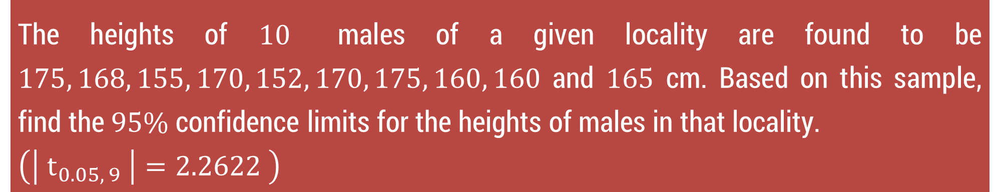 The heights of 10 males of a given locality are found to be
175, 168, 155, 170, 152, 170, 175, 160, 160 and 165 cm. Based on this sample,
find the 95% confidence limits for the heights of males in that locality.
(| t₀.₀₅, ₉ | = 2.2622 )